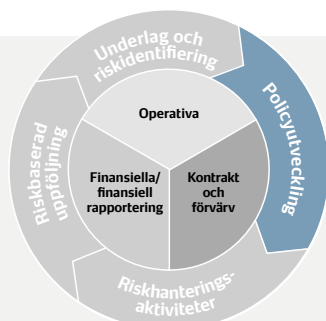 Underlag och
riskidentifiering
Policyutveckling
Operativa
Finansiella/
finansiell
rapportering
Kontrakt
och
förvärv
Riskbaserad
uppföljning
Riskhanterings-
aktiviteter